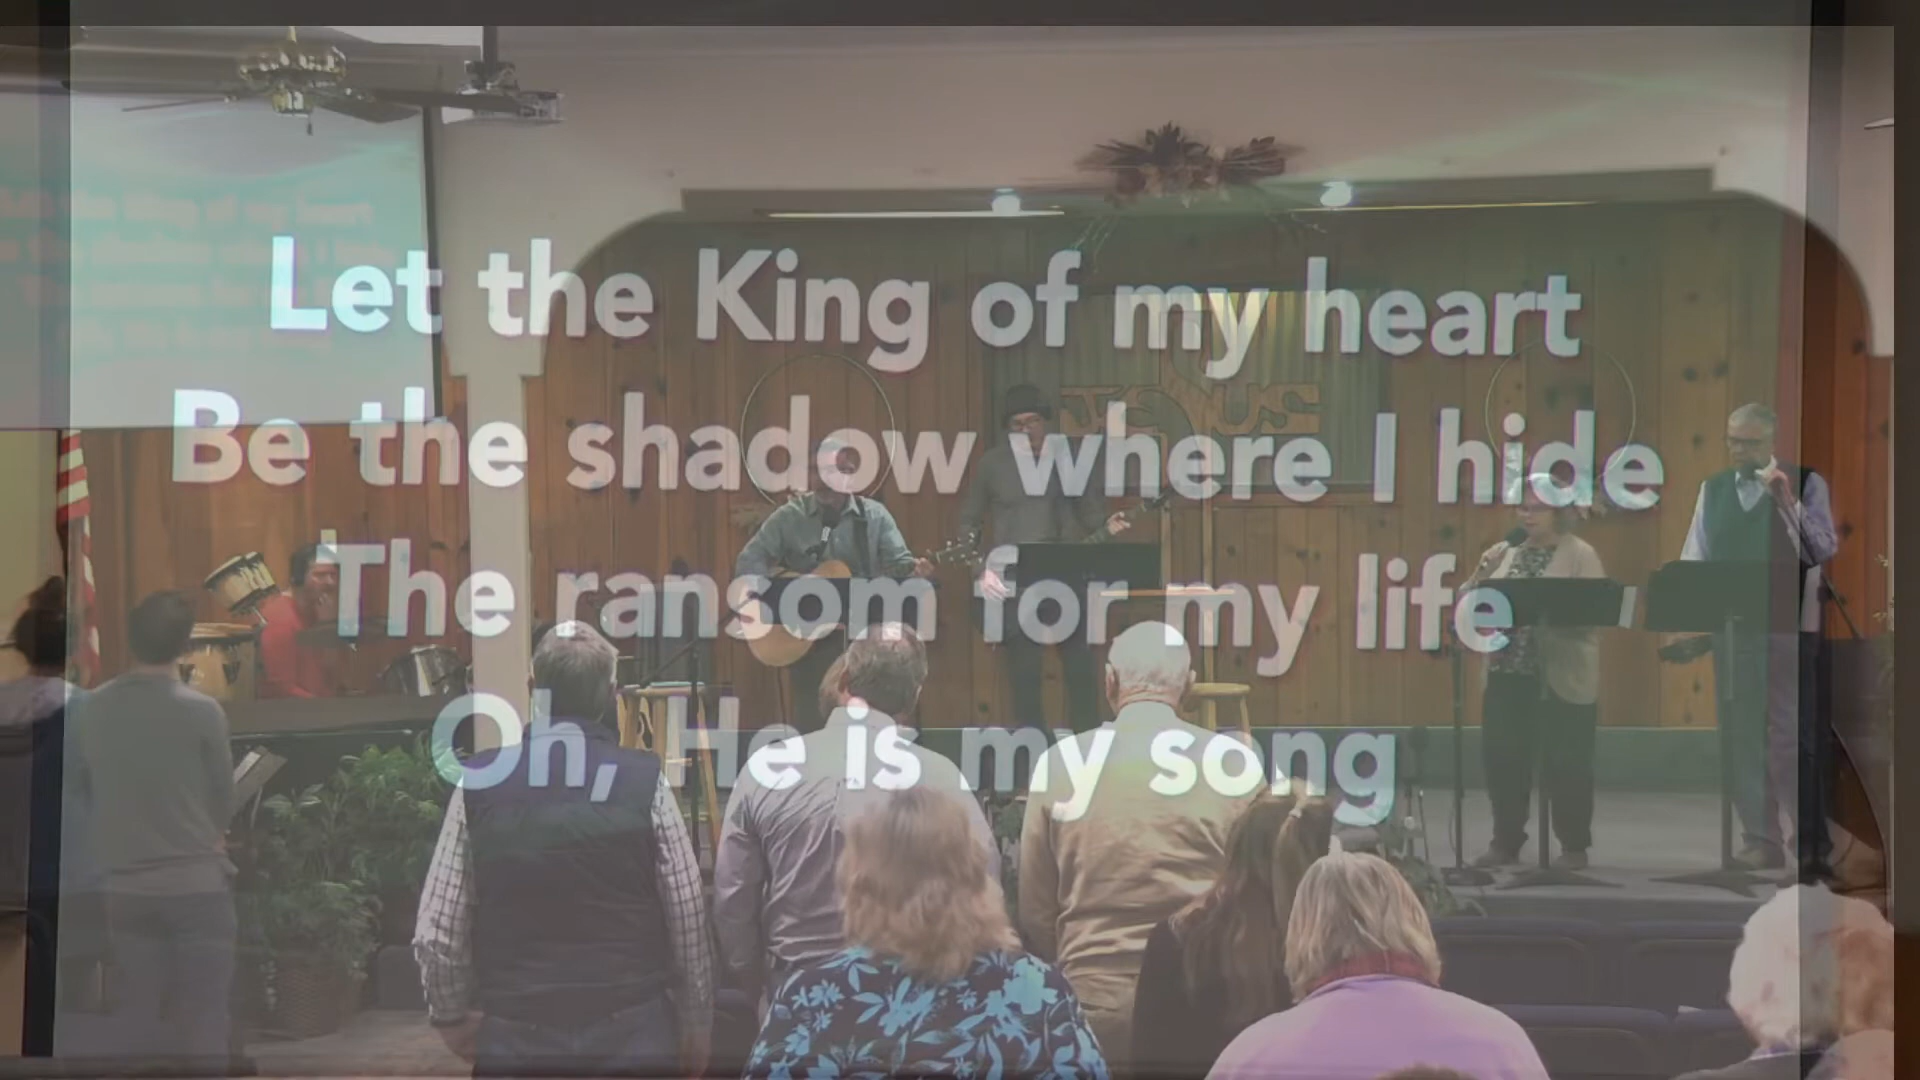 Let the King of my heart
Be the shadow where I hide
The ransom for my life
Oh, He is my song
JESUS